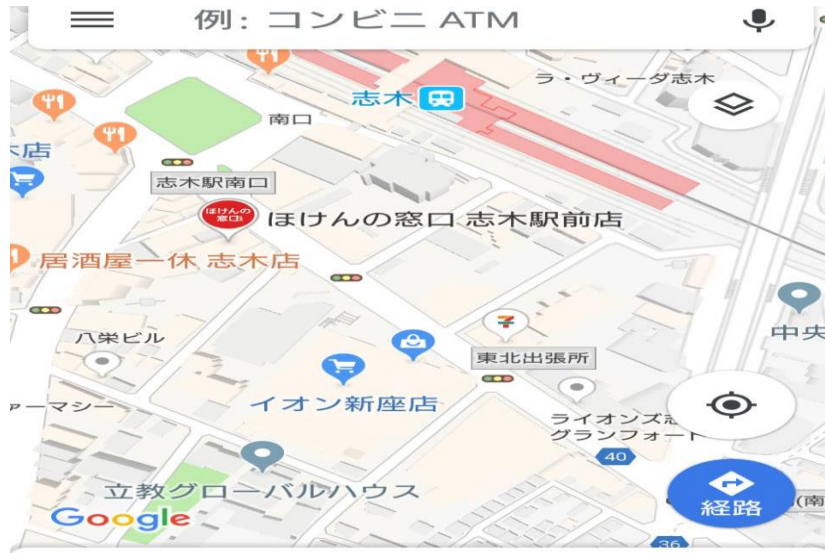 例: コンビニ ATM
ラ・ヴィーダ志木
志木
南口
店
志木駅南口
ほけんの
窓口
ほけんの窓口 志木駅前店
居酒屋一休 志木店
八栄ビル
7
東北出張所
中央
イオン新座店
ァーマシー
ライオンズ志
グランフォート
40
立教グローバルハウス
経路
(南
Google
36